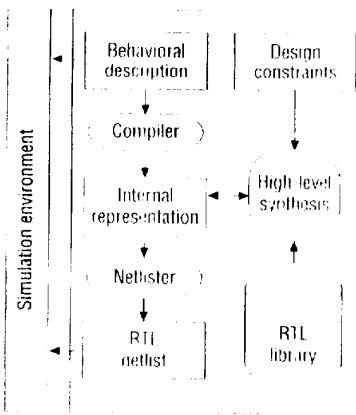 Simulation environment
Behavioral
description
Design
constraints
Compiler
Internal
representation
High-level
synthesis
Netlister
RTL
netlist
RTL
library